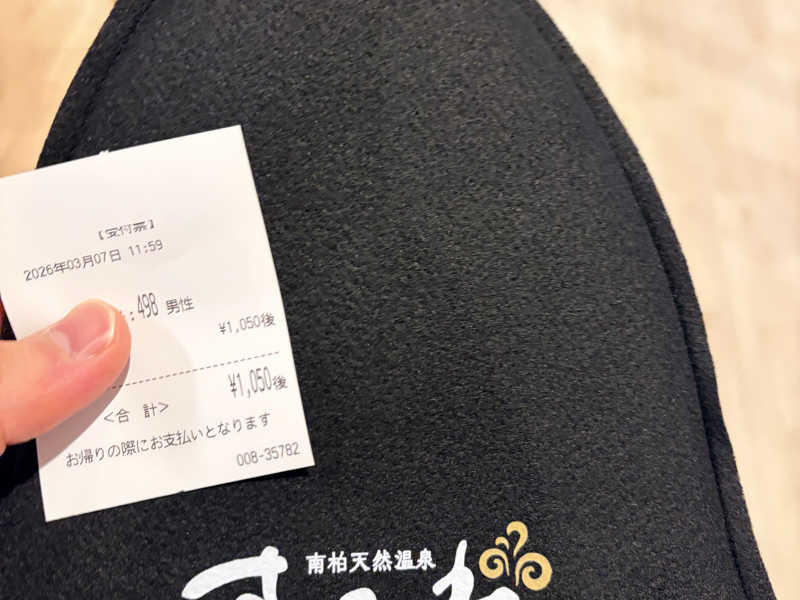 【受付票】
2026年03月07日 11:59
:498 男性
¥1,050後
¥1,050後
<合 計>
お帰りの際にお支払いとなります
008-35782
南柏天然温泉